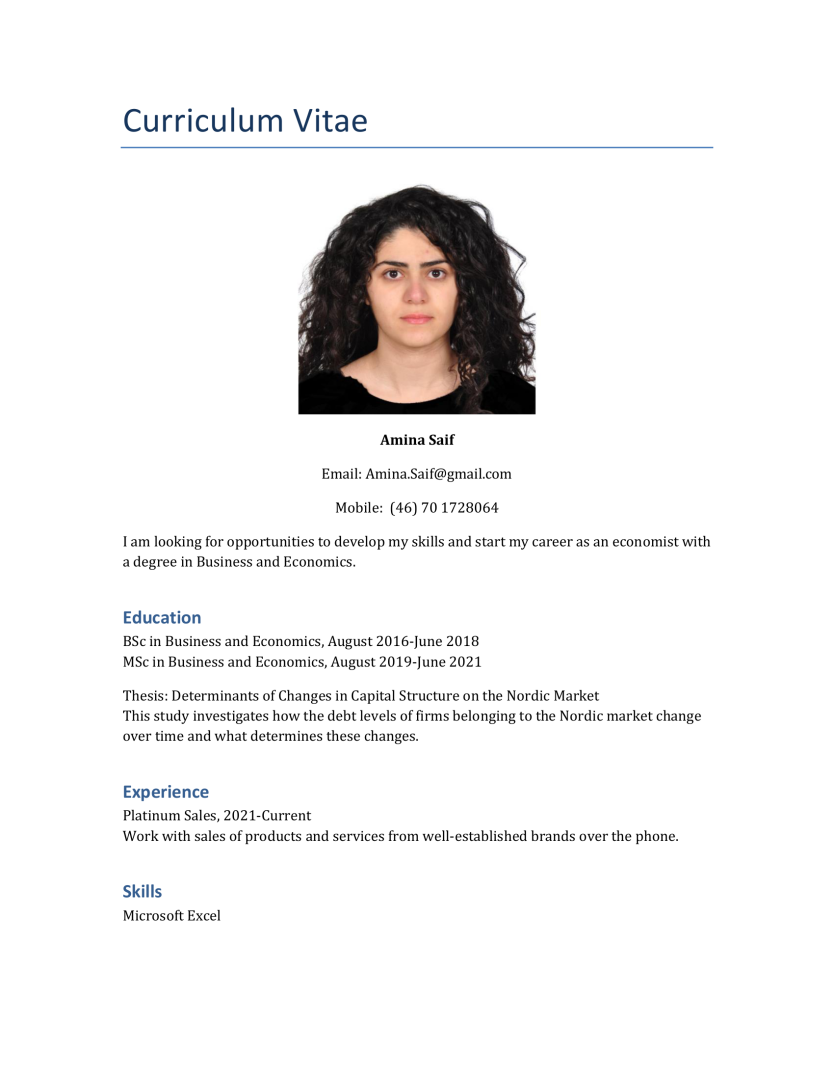 Curriculum Vitae
Amina Saif
Email: Amina.Saif@gmail.com
Mobile:  (46) 70 1728064
I am looking for opportunities to develop my skills and start my career as an economist with
a degree in Business and Economics.
Education
BSc in Business and Economics, August 2016-June 2018
MSc in Business and Economics, August 2019-June 2021
Thesis: Determinants of Changes in Capital Structure on the Nordic Market
This study investigates how the debt levels of firms belonging to the Nordic market change
over time and what determines these changes.
Experience
Platinum Sales, 2021-Current
Work with sales of products and services from well-established brands over the phone.
Skills
Microsoft Excel